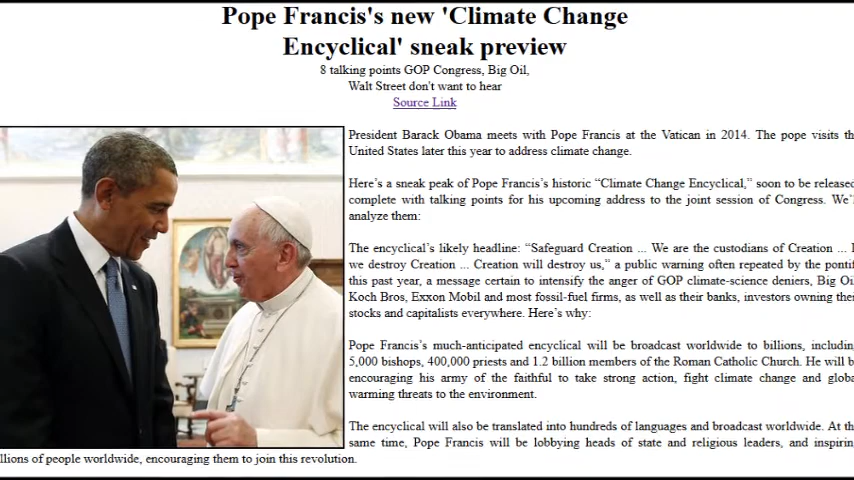 Pope Francis's new 'Climate Change
Encyclical' sneak preview
8 talking points GOP Congress, Big Oil,
Walt Street don't want to hear
Source Link
President Barack Obama meets with Pope Francis at the Vatican in 2014. The pope visits th
United States later this year to address climate change.
Here's a sneak peak of Pope Francis's historic “Climate Change Encyclical,” soon to be released
complete with talking points for his upcoming address to the joint session of Congress. We'l
analyze them:
The encyclical's likely headline: “Safeguard Creation ... We are the custodians of Creation ... I
we destroy Creation ... Creation will destroy us,” a public warning often repeated by the pontif
this past year, a message certain to intensify the anger of GOP climate-science deniers, Big Oi
Koch Bros, Exxon Mobil and most fossil-fuel firms, as well as their banks, investors owning thei
stocks and capitalists everywhere. Here's why:
Pope Francis's much-anticipated encyclical will be broadcast worldwide to billions, includin
5,000 bishops, 400,000 priests and 1.2 billion members of the Roman Catholic Church. He will b
encouraging his army of the faithful to take strong action, fight climate change and globa
warming threats to the environment.
The encyclical will also be translated into hundreds of languages and broadcast worldwide. At th
same time, Pope Francis will be lobbying heads of state and religious leaders, and inspirin
llions of people worldwide, encouraging them to join this revolution.